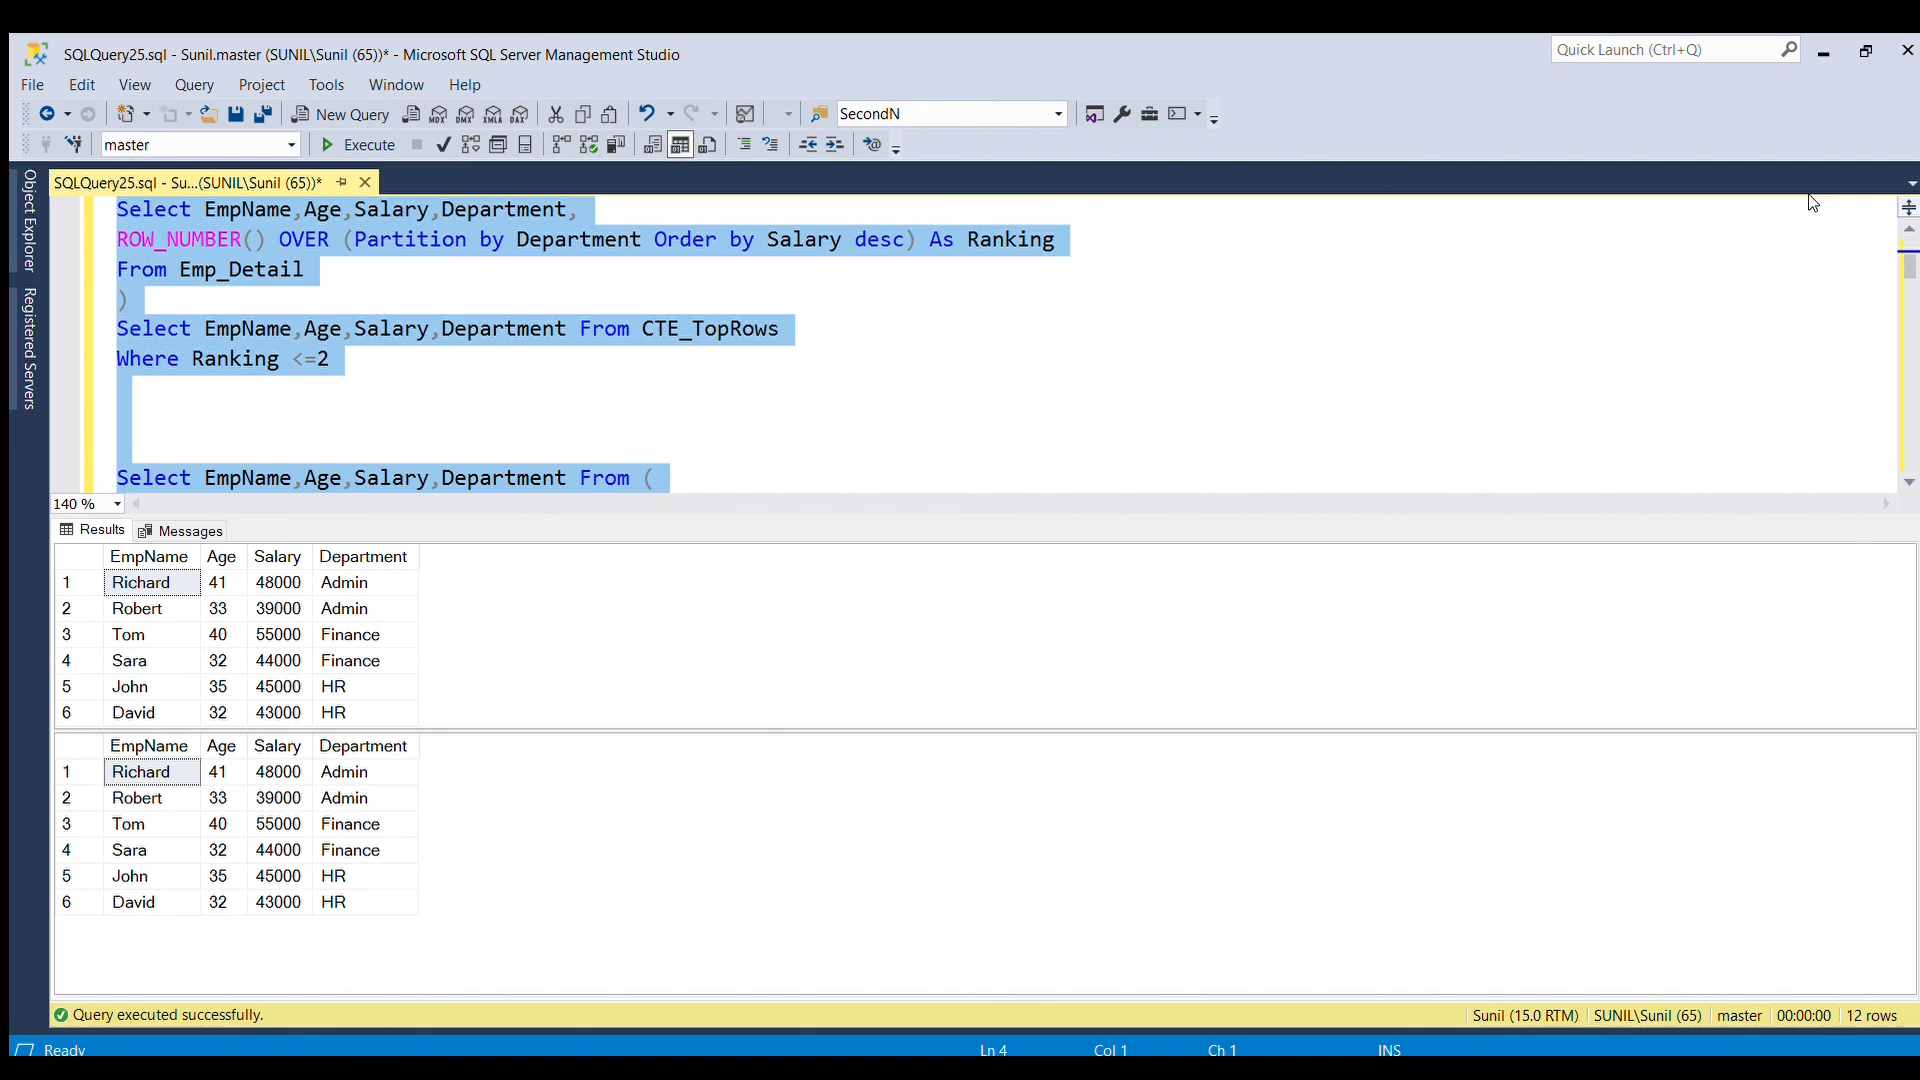 SQLQuery25.sql - Sunil.master (SUNIL\Sunil (65))* - Microsoft SQL Server Management Studio
Quick Launch (Ctrl+Q)
File Edit View Query Project Tools Window Help
New Query MDX DMX XMLA DAX SecondN
master Execute
SQLQuery25.sql - Su...(SUNIL\Sunil (65))*
Object Explorer
Registered Servers
Select EmpName,Age,Salary,Department,
ROW_NUMBER() OVER (Partition by Department Order by Salary desc) As Ranking
From Emp_Detail
)
Select EmpName,Age,Salary,Department From CTE_TopRows
Where Ranking <=2
Select EmpName,Age,Salary,Department From (
140 %
Results Messages
EmpName Age Salary Department
1 Richard 41 48000 Admin
2 Robert 33 39000 Admin
3 Tom 40 55000 Finance
4 Sara 32 44000 Finance
5 John 35 45000 HR
6 David 32 43000 HR
EmpName Age Salary Department
1 Richard 41 48000 Admin
2 Robert 33 39000 Admin
3 Tom 40 55000 Finance
4 Sara 32 44000 Finance
5 John 35 45000 HR
6 David 32 43000 HR
Query executed successfully. Sunil (15.0 RTM) SUNIL\Sunil (65) master 00:00:00 12 rows
Ready Ln 4 Col 1 Ch 1 INS